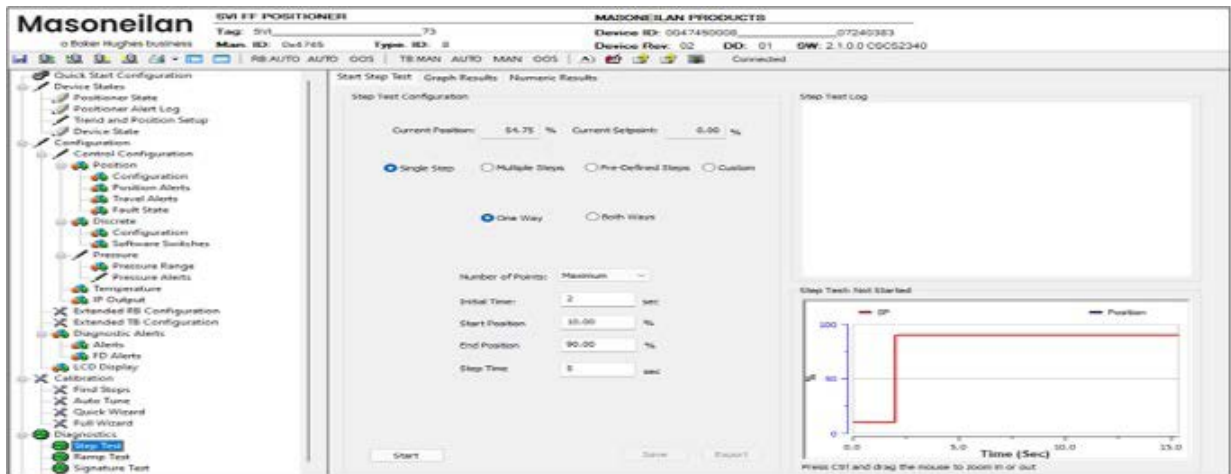 Masoneilan
a Baker Hughes business
SVI FF POSITIONER
MASONEILAN PRODUCTS
Tag: SVI 73
Device ID: 0047450008 07240383
Man. ID: 0x4745 Type. ID: 8
Device Rev: 02 DD: 01 SW: 2.1.0.0
RB:AUTO AUTO OOS TB:MAN AUTO MAN OOS Connected
Quick Start Configuration
Device States
Positioner State
Positioner Alert Log
Trend and Position Setup
Device State
Configuration
Control Configuration
Position
Configuration
Position Alerts
Travel Alerts
Fault State
Discrete
Configuration
Software Switches
Pressure
Pressure Range
Pressure Alerts
Temperature
IP Output
Extended RB Configuration
Extended TB Configuration
Diagnostic Alerts
Alerts
FD Alerts
LCD Display
Calibration
Find Stops
Auto Tune
Quick Wizard
Full Wizard
Diagnostics
Step Test
Ramp Test
Signature Test
Start Step Test Graph Results Numeric Results
Step Test Configuration
Current Position: 54.75 % Current Setpoint: 0.00 %
Single Step Multiple Steps Pre-Defined Steps Custom
One Way Both Ways
Number of Points: Maximum
Initial Time: 2 sec
Start Position 10.00 %
End Position 90.00 %
Step Time 5 sec
Start Save Export
Step Test Log
Step Test: Not Started
SP Position
100
%
50
0
0.0 5.0 10.0 15.0
Time (Sec)
Press Ctrl and drag the mouse to zoom in or out